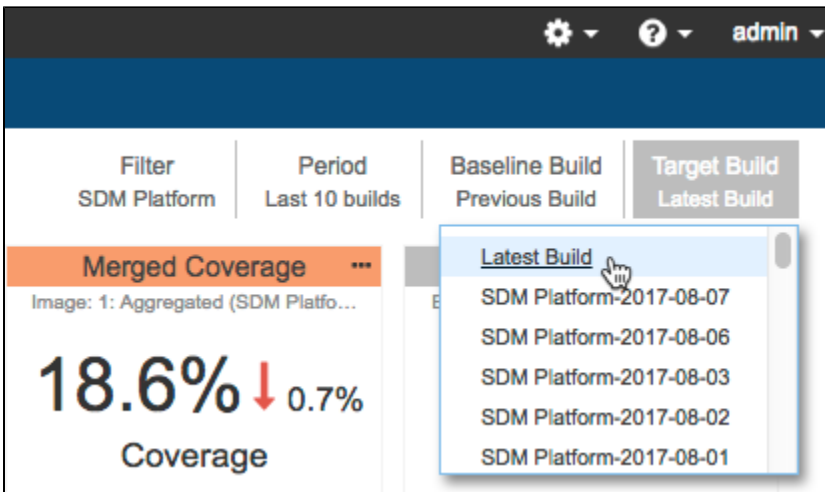 admin
Filter Period Baseline Build Target Build
SDM Platform Last 10 builds Previous Build Latest Build
Merged Coverage ...
Image: 1: Aggregated (SDM Platfo...
18.6% 0.7%
Coverage
Latest Build
SDM Platform-2017-08-07
SDM Platform-2017-08-06
SDM Platform-2017-08-03
SDM Platform-2017-08-02
SDM Platform-2017-08-01